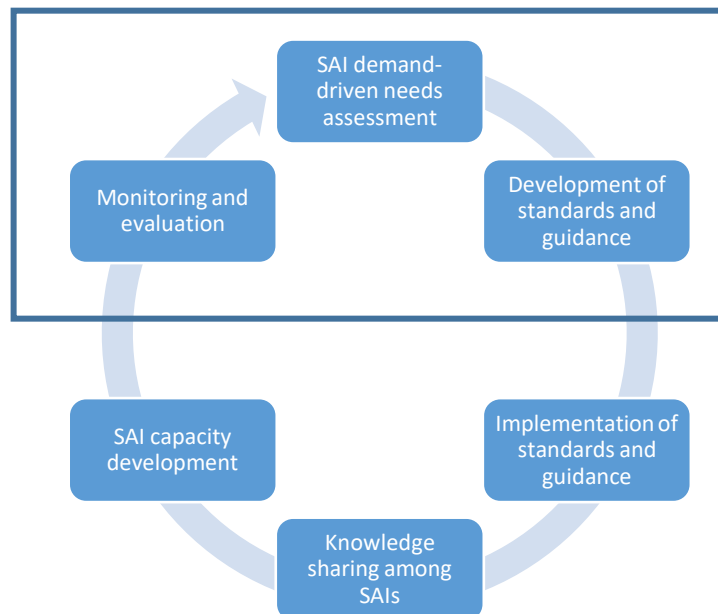 SAI demand-
driven needs
assessment
Development of
standards and
guidance
Implementation of
standards and
guidance
Knowledge
sharing among
SAIs
SAI capacity
development
Monitoring and
evaluation